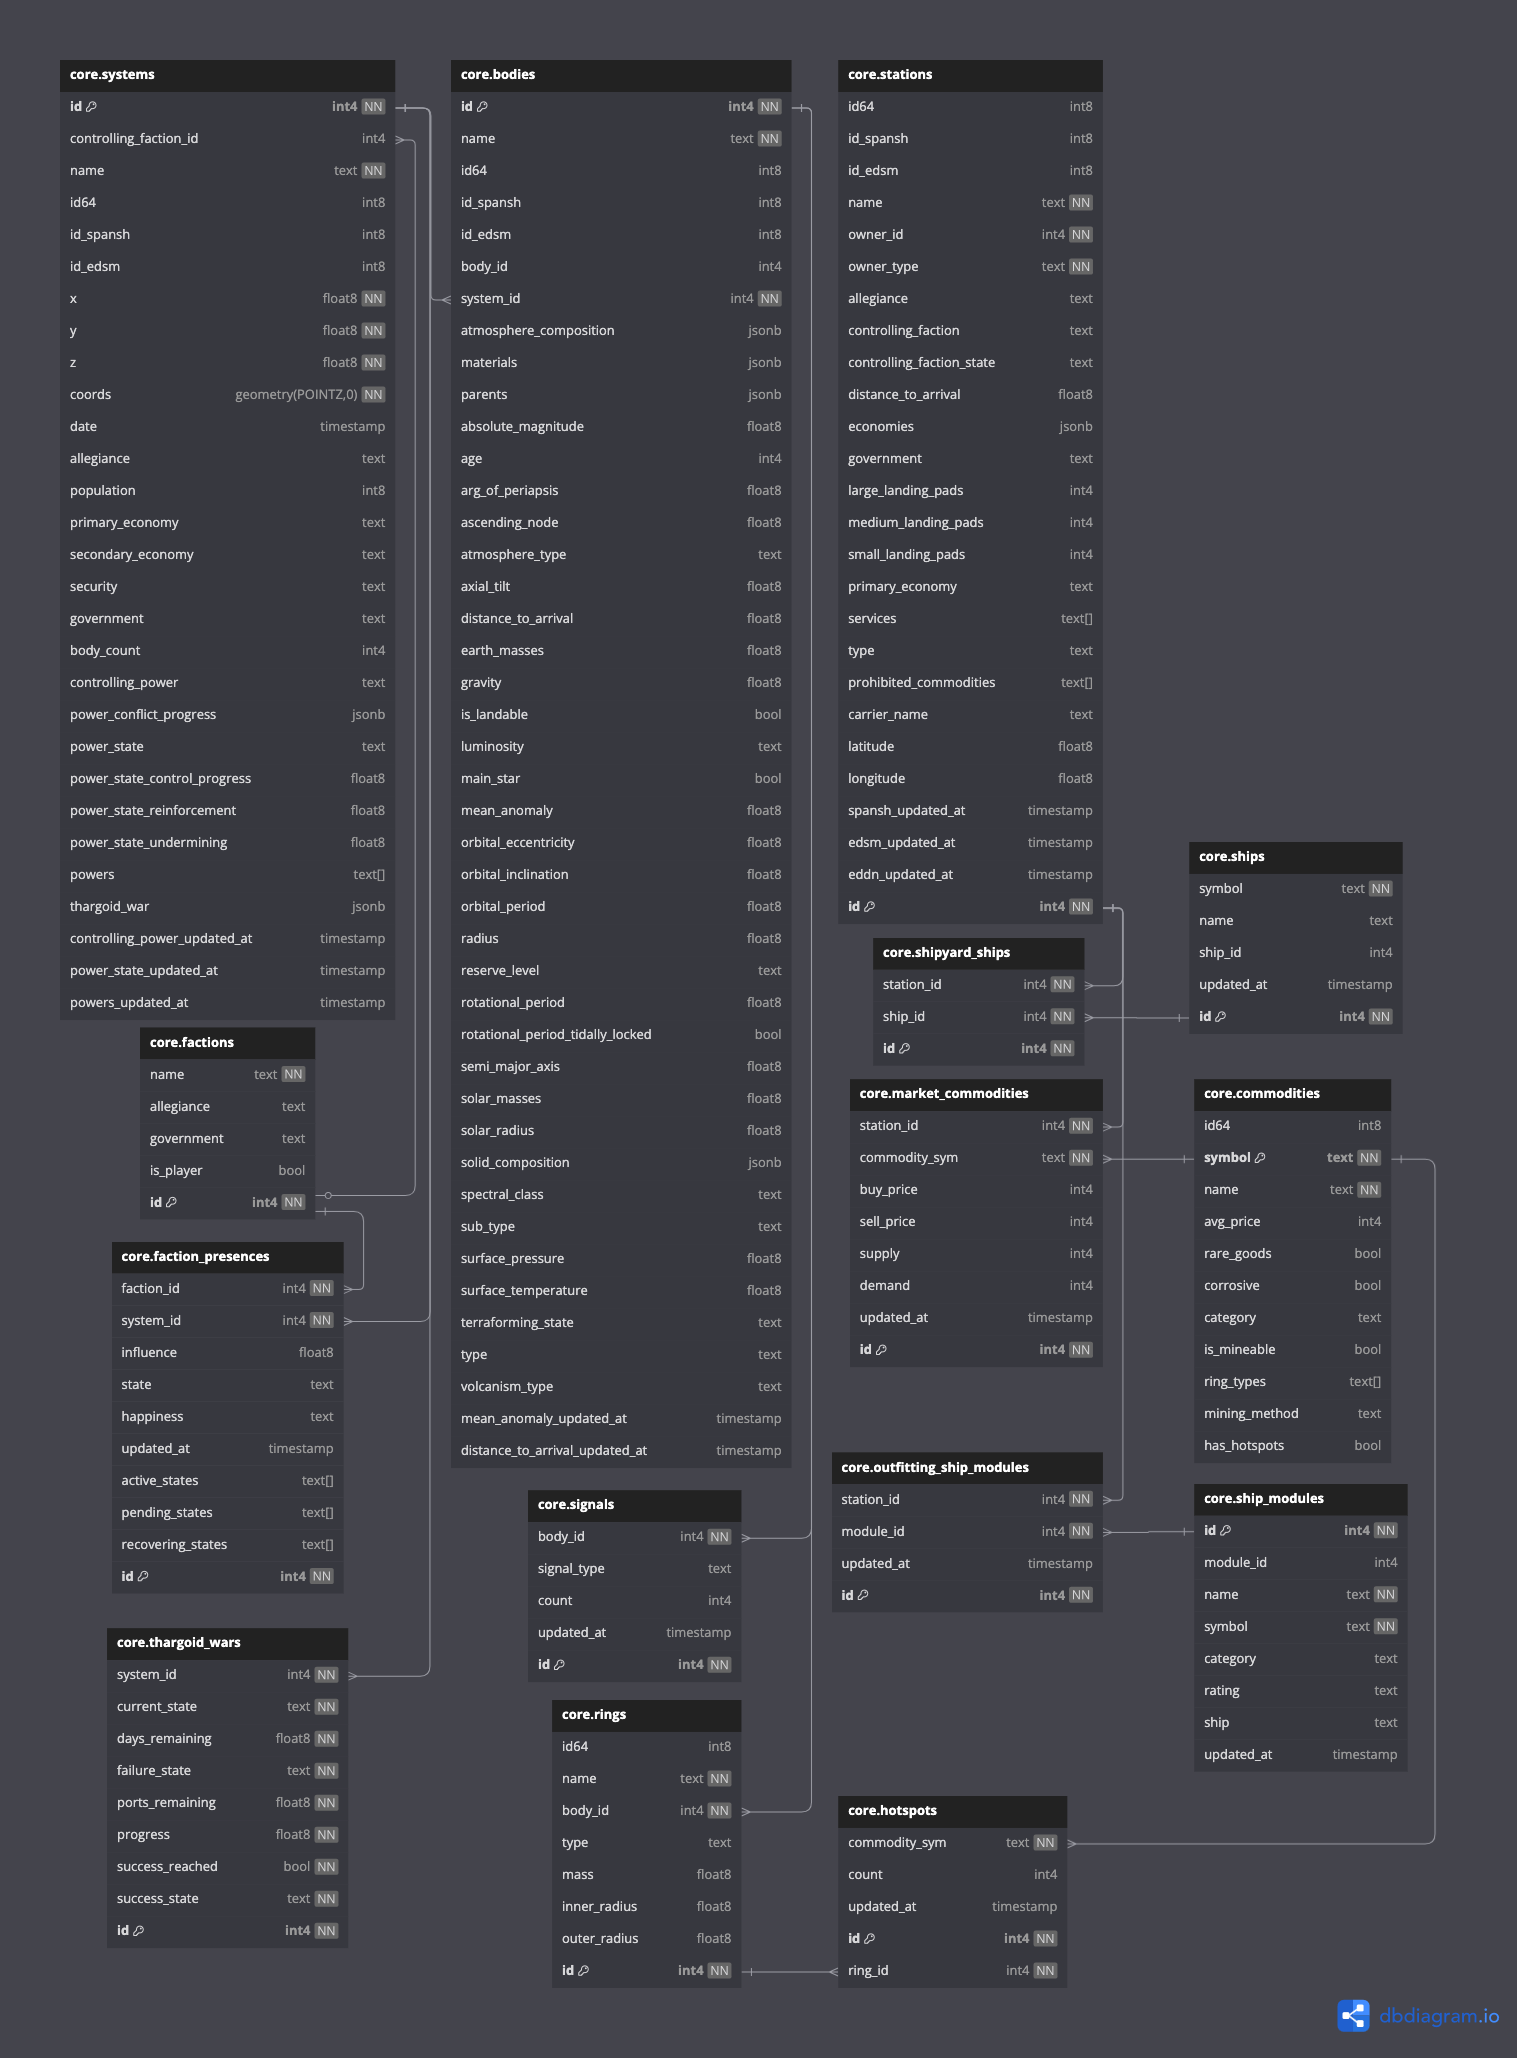 core.systems
id int4 NN
controlling_faction_id int4
name text NN
id64 int8
id_spansh int8
id_edsm int8
x float8 NN
y float8 NN
z float8 NN
coords geometry(POINTZ,0) NN
date timestamp
allegiance text
population int8
primary_economy text
secondary_economy text
security text
government text
body_count int4
controlling_power text
power_conflict_progress jsonb
power_state text
power_state_control_progress float8
power_state_reinforcement float8
power_state_undermining float8
powers text[]
thargoid_war jsonb
controlling_power_updated_at timestamp
power_state_updated_at timestamp
powers_updated_at timestamp
core.factions
name text NN
allegiance text
government text
is_player bool
id int4 NN
core.faction_presences
faction_id int4 NN
system_id int4 NN
influence float8
state text
happiness text
updated_at timestamp
active_states text[]
pending_states text[]
recovering_states text[]
id int4 NN
core.thargoid_wars
system_id int4 NN
current_state text NN
days_remaining float8 NN
failure_state text NN
ports_remaining float8 NN
progress float8 NN
success_reached bool NN
success_state text NN
id int4 NN
core.bodies
id int4 NN
name text NN
id64 int8
id_spansh int8
id_edsm int8
body_id int4
system_id int4 NN
atmosphere_composition jsonb
materials jsonb
parents jsonb
absolute_magnitude float8
age int4
arg_of_periapsis float8
ascending_node float8
atmosphere_type text
axial_tilt float8
distance_to_arrival float8
earth_masses float8
gravity float8
is_landable bool
luminosity text
main_star bool
mean_anomaly float8
orbital_eccentricity float8
orbital_inclination float8
orbital_period float8
radius float8
reserve_level text
rotational_period float8
rotational_period_tidally_locked bool
semi_major_axis float8
solar_masses float8
solar_radius float8
solid_composition jsonb
spectral_class text
sub_type text
surface_pressure float8
surface_temperature float8
terraforming_state text
type text
volcanism_type text
mean_anomaly_updated_at timestamp
distance_to_arrival_updated_at timestamp
core.signals
body_id int4 NN
signal_type text
count int4
updated_at timestamp
id int4 NN
core.rings
id64 int8
name text NN
body_id int4 NN
type text
mass float8
inner_radius float8
outer_radius float8
id int4 NN
core.stations
id64 int8
id_spansh int8
id_edsm int8
name text NN
owner_id int4 NN
owner_type text NN
allegiance text
controlling_faction text
controlling_faction_state text
distance_to_arrival float8
economies jsonb
government text
large_landing_pads int4
medium_landing_pads int4
small_landing_pads int4
primary_economy text
services text[]
type text
prohibited_commodities text[]
carrier_name text
latitude float8
longitude float8
spansh_updated_at timestamp
edsm_updated_at timestamp
eddn_updated_at timestamp
id int4 NN
core.shipyard_ships
station_id int4 NN
ship_id int4 NN
id int4 NN
core.market_commodities
station_id int4 NN
commodity_sym text NN
buy_price int4
sell_price int4
supply int4
demand int4
updated_at timestamp
id int4 NN
core.outfitting_ship_modules
station_id int4 NN
module_id int4 NN
updated_at timestamp
id int4 NN
core.hotspots
commodity_sym text NN
count int4
updated_at timestamp
id int4 NN
ring_id int4 NN
core.ships
symbol text NN
name text
ship_id int4
updated_at timestamp
id int4 NN
core.commodities
id64 int8
symbol text NN
name text NN
avg_price int4
rare_goods bool
corrosive bool
category text
is_mineable bool
ring_types text[]
mining_method text
has_hotspots bool
core.ship_modules
id int4 NN
module_id int4
name text NN
symbol text NN
category text
rating text
ship text
updated_at timestamp
dbdiagram.io